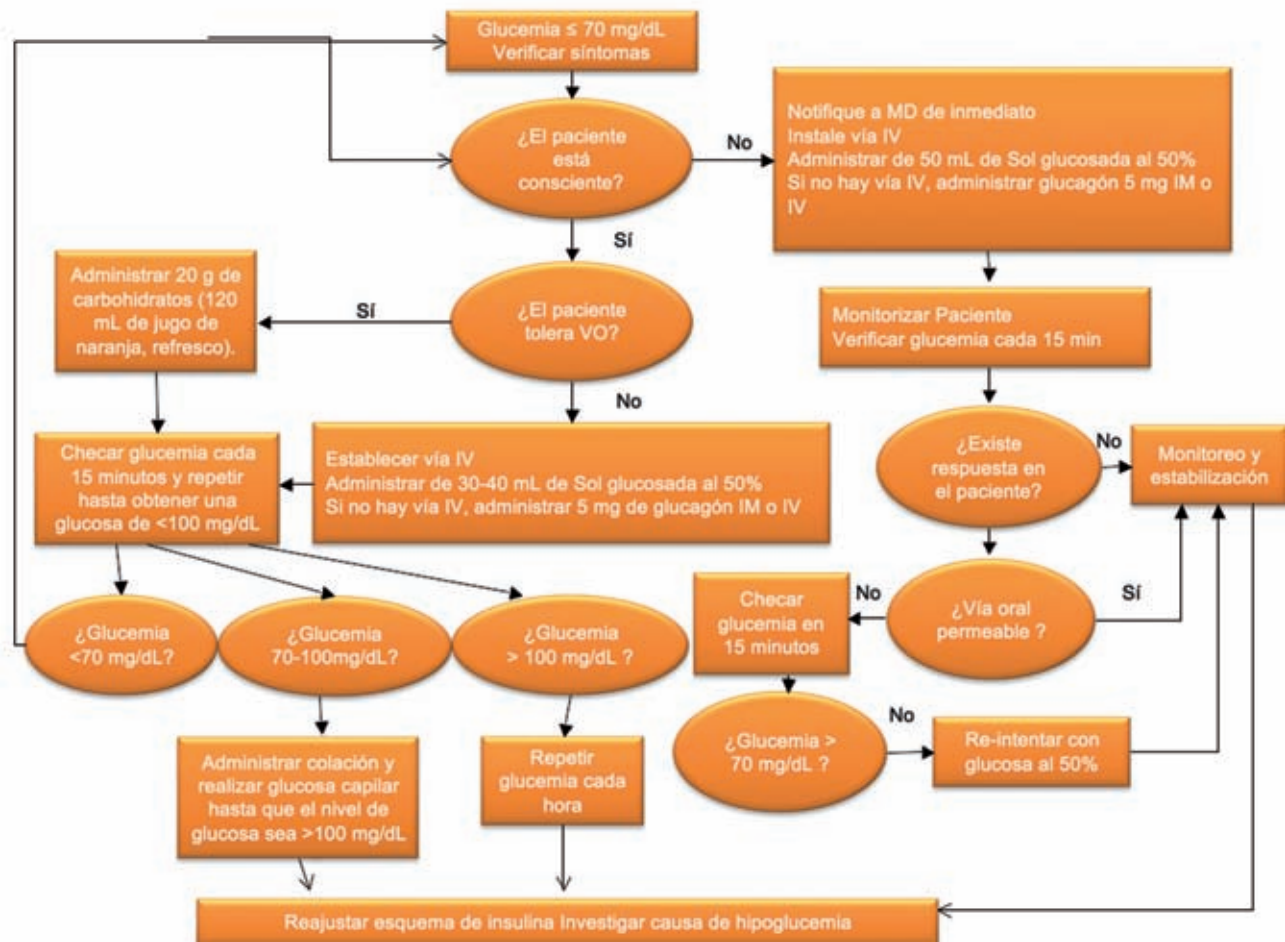 Glucemia ≤ 70 mg/dL
Verificar síntomas
¿El paciente
está
consciente?
No
Notifique a MD de inmediato
Instale vía IV
Administrar de 50 mL de Sol glucosada al 50%
Si no hay vía IV, administrar glucagón 5 mg IM o
IV
Sí
Administrar 20 g de
carbohidratos (120
mL de jugo de
naranja, refresco).
Sí
¿El paciente
tolera VO?
Monitorizar Paciente
Verificar glucemia cada 15 min
No
Checar glucemia cada
15 minutos y repetir
hasta obtener una
glucosa de <100 mg/dL
Establecer vía IV
Administrar de 30-40 mL de Sol glucosada al 50%
Si no hay vía IV, administrar 5 mg de glucagón IM o IV
¿Existe
respuesta en
el paciente?
No
Monitoreo y
estabilización
¿Glucemia
<70 mg/dL?
¿Glucemia
70-100mg/dL?
¿Glucemia
> 100 mg/dL ?
Checar
glucemia en
15 minutos
No
¿Vía oral
permeable ?
Sí
Administrar colación y
realizar glucosa capilar
hasta que el nivel de
glucosa sea >100 mg/dL
Repetir
glucemia cada
hora
¿Glucemia >
70 mg/dL ?
No
Re-intentar con
glucosa al 50%
Reajustar esquema de insulina Investigar causa de hipoglucemia